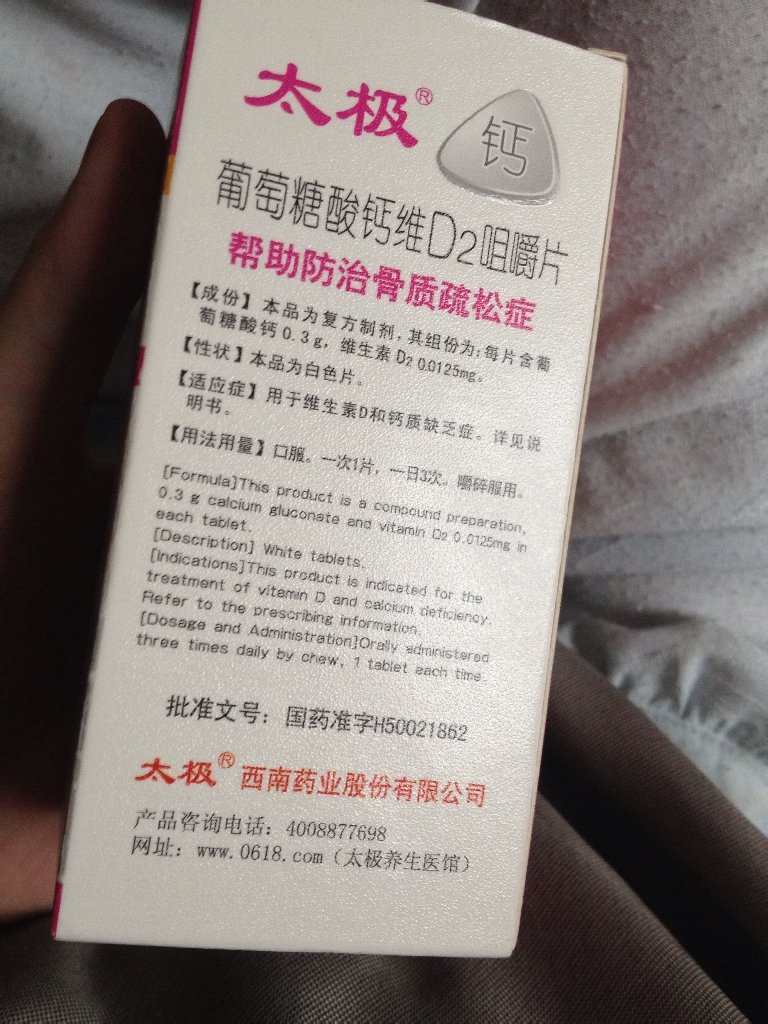 太极®
钙
葡萄糖酸钙维D2咀嚼片
帮助防治骨质疏松症
【成份】本品为复方制剂，其组份为：每片含葡
萄糖酸钙0.3g，维生素D2 0.0125mg。
【性状】本品为白色片。
【适应症】用于维生素D和钙质缺乏症。详见说
明书。
【用法用量】口服。一次1片，一日3次。嚼碎服用。
[Formula]This product is a compound preparation,
0.3 g calcium gluconate and vitamin D2 0.0125mg in
each tablet.
[Description] White tablets.
[Indications]This product is indicated for the
treatment of vitamin D and calcium deficiency.
Refer to the prescribing information.
[Dosage and Administration]Orally administered
three times daily by chew, 1 tablet each time.
批准文号：国药准字H50021862
太极® 西南药业股份有限公司
产品咨询电话：4008877698
网址：www.0618.com（太极养生医馆）